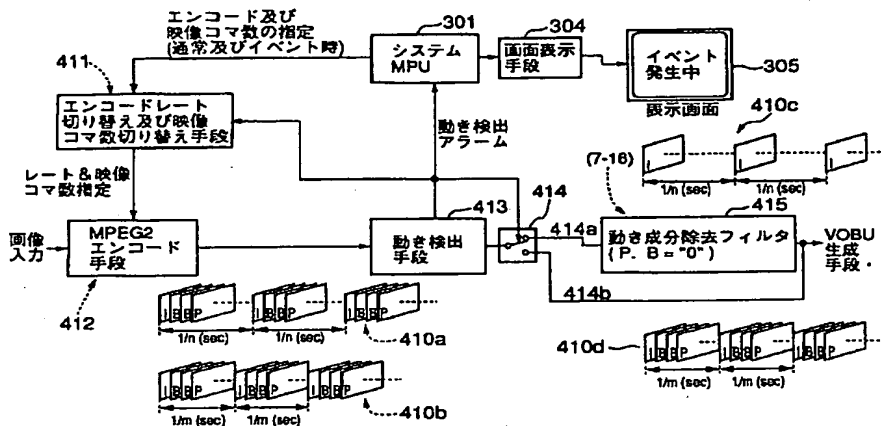 エンコード及び
映像コマ数の指定
(通常及びイベント時)
301
システム
MPU
304
画面表示
手段
イベント
発生中
305
表示画面
411
エンコードレート
切り替え及び映像
コマ数切り替え手段
動き検出
アラーム
410c
I
I
I
1/n (sec)
1/n (sec)
レート&映像
コマ数指定
413
414
(7-16)
415
画像
入力
MPEG2
エンコード
手段
412
動き検出
手段
414a
414b
動き成分除去フィルタ
( P. B = "0" )
VOBU
生成
手段・
I B B P
I B B P
I B B P
1/n (sec)
1/n (sec)
410a
I B B P
I B B P
I B B P
1/m (sec)
1/m (sec)
410b
410d
I B B P
I B B P
I B B P
1/m (sec)
1/m (sec)